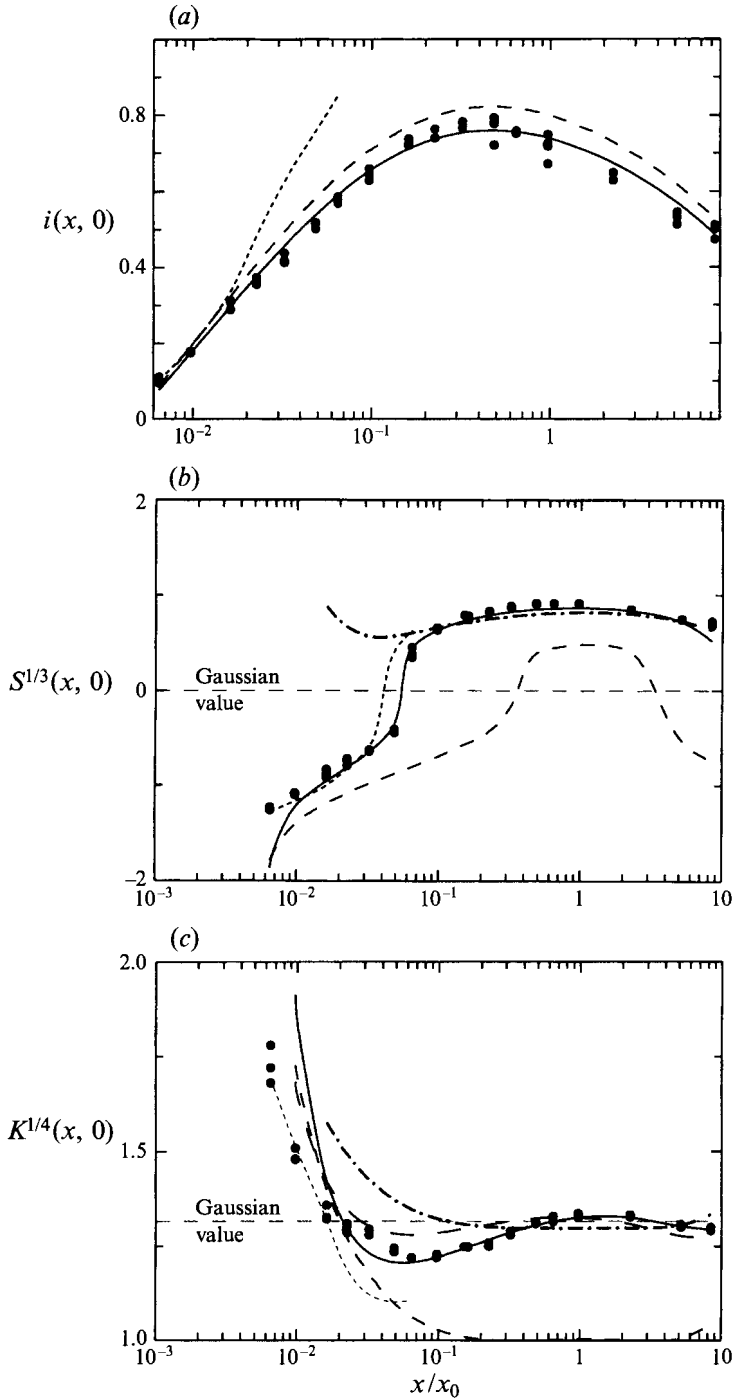 (a)
0.8
i(x, 0)
0.4
0
10⁻²
10⁻¹
1
(b)
2
1
S^{1/3}(x, 0)
Gaussian
value
0
−2
10⁻³
10⁻²
10⁻¹
1
10
(c)
2.0
K^{1/4}(x, 0)
1.5
Gaussian
value
1.0
10⁻³
10⁻²
10⁻¹
1
10
x/x₀